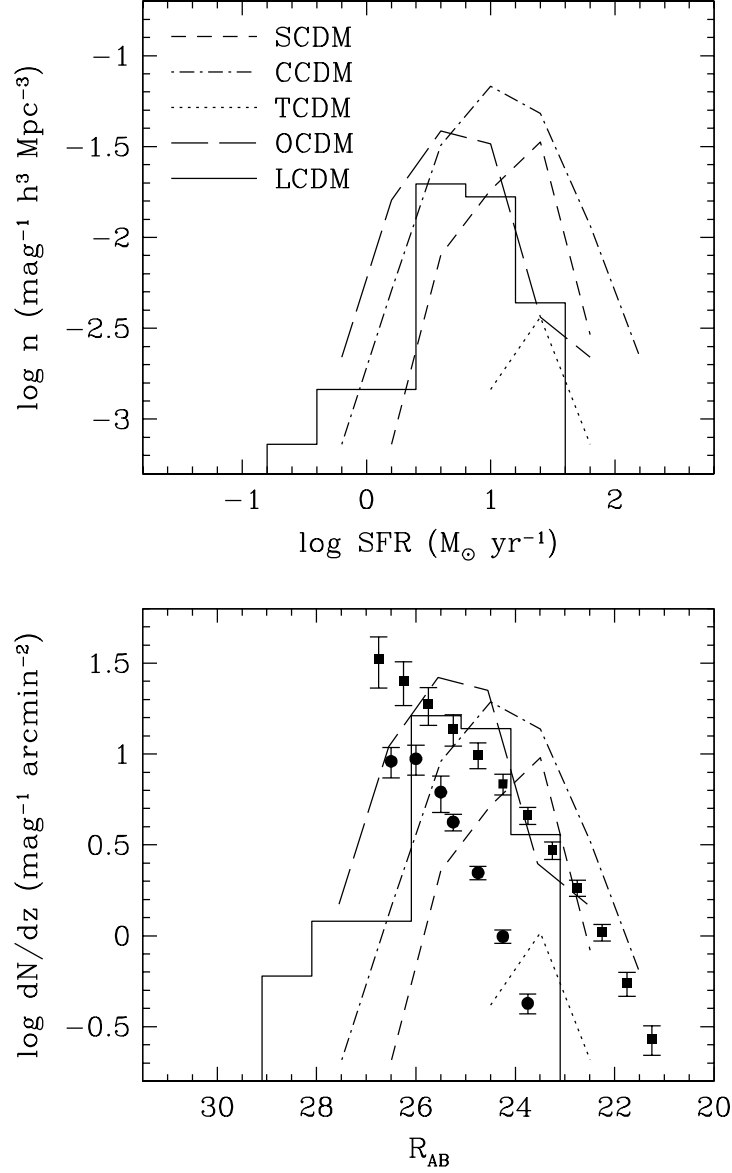 SCDM
CCDM
TCDM
OCDM
LCDM
log n (mag⁻¹ h³ Mpc⁻³)
−1
−1.5
−2
−2.5
−3
−1 0 1 2
log SFR (M☉ yr⁻¹)
log dN/dz (mag⁻¹ arcmin⁻²)
1.5
1
0.5
0
−0.5
30 28 26 24 22 20
R_AB